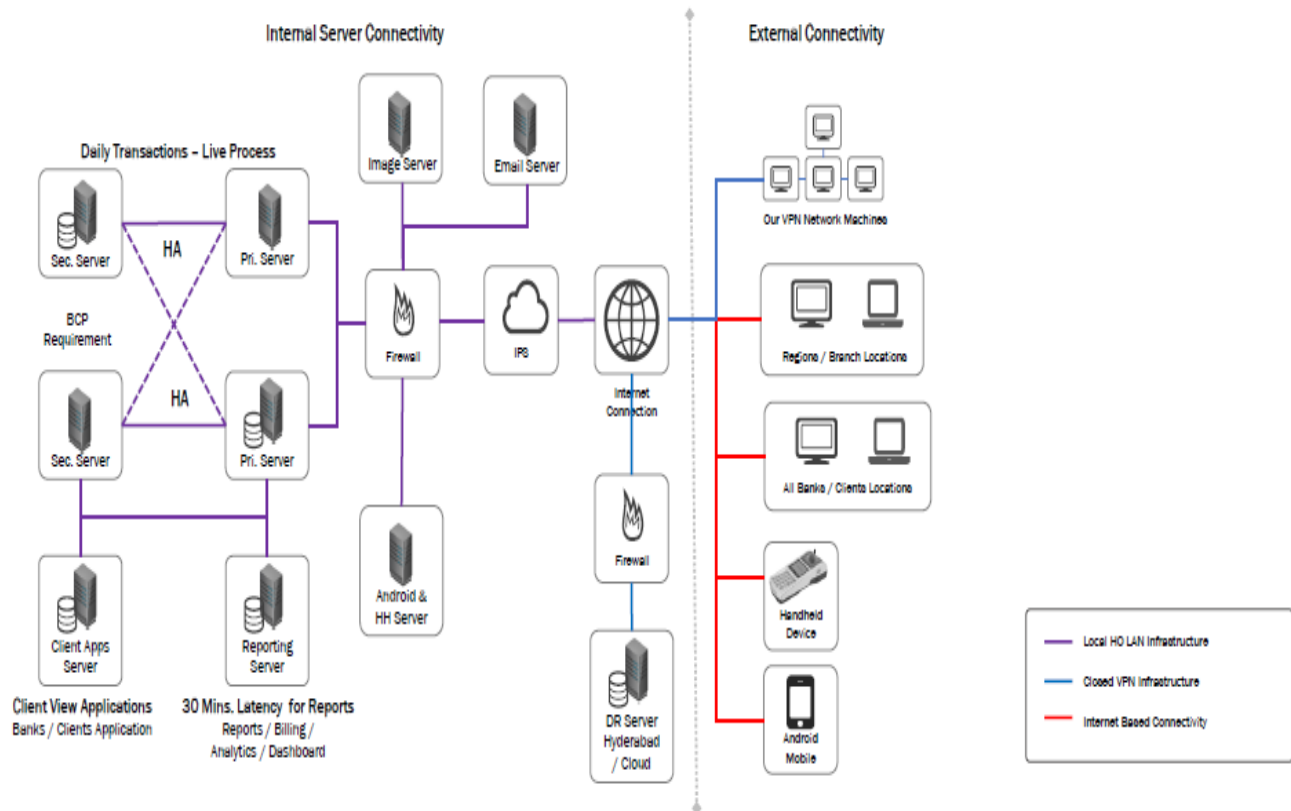 Internal Server Connectivity
External Connectivity
Daily Transactions – Live Process
Image Server
Email Server
Our VPN Network Machines
Sec. Server
HA
Pri. Server
BCP
Requirement
Firewall
IPS
Internet
Connection
Regions / Branch Locations
HA
Sec. Server
Pri. Server
All Banks / Clients Locations
Firewall
Android &
HH Server
Client Apps
Server
Reporting
Server
Handheld
Device
Client View Applications
Banks / Clients Application
30 Mins. Latency for Reports
Reports / Billing /
Analytics / Dashboard
DR Server
Hyderabad
/ Cloud
Android
Mobile
Local HO LAN Infrastructure
Closed VPN Infrastructure
Internet Based Connectivity